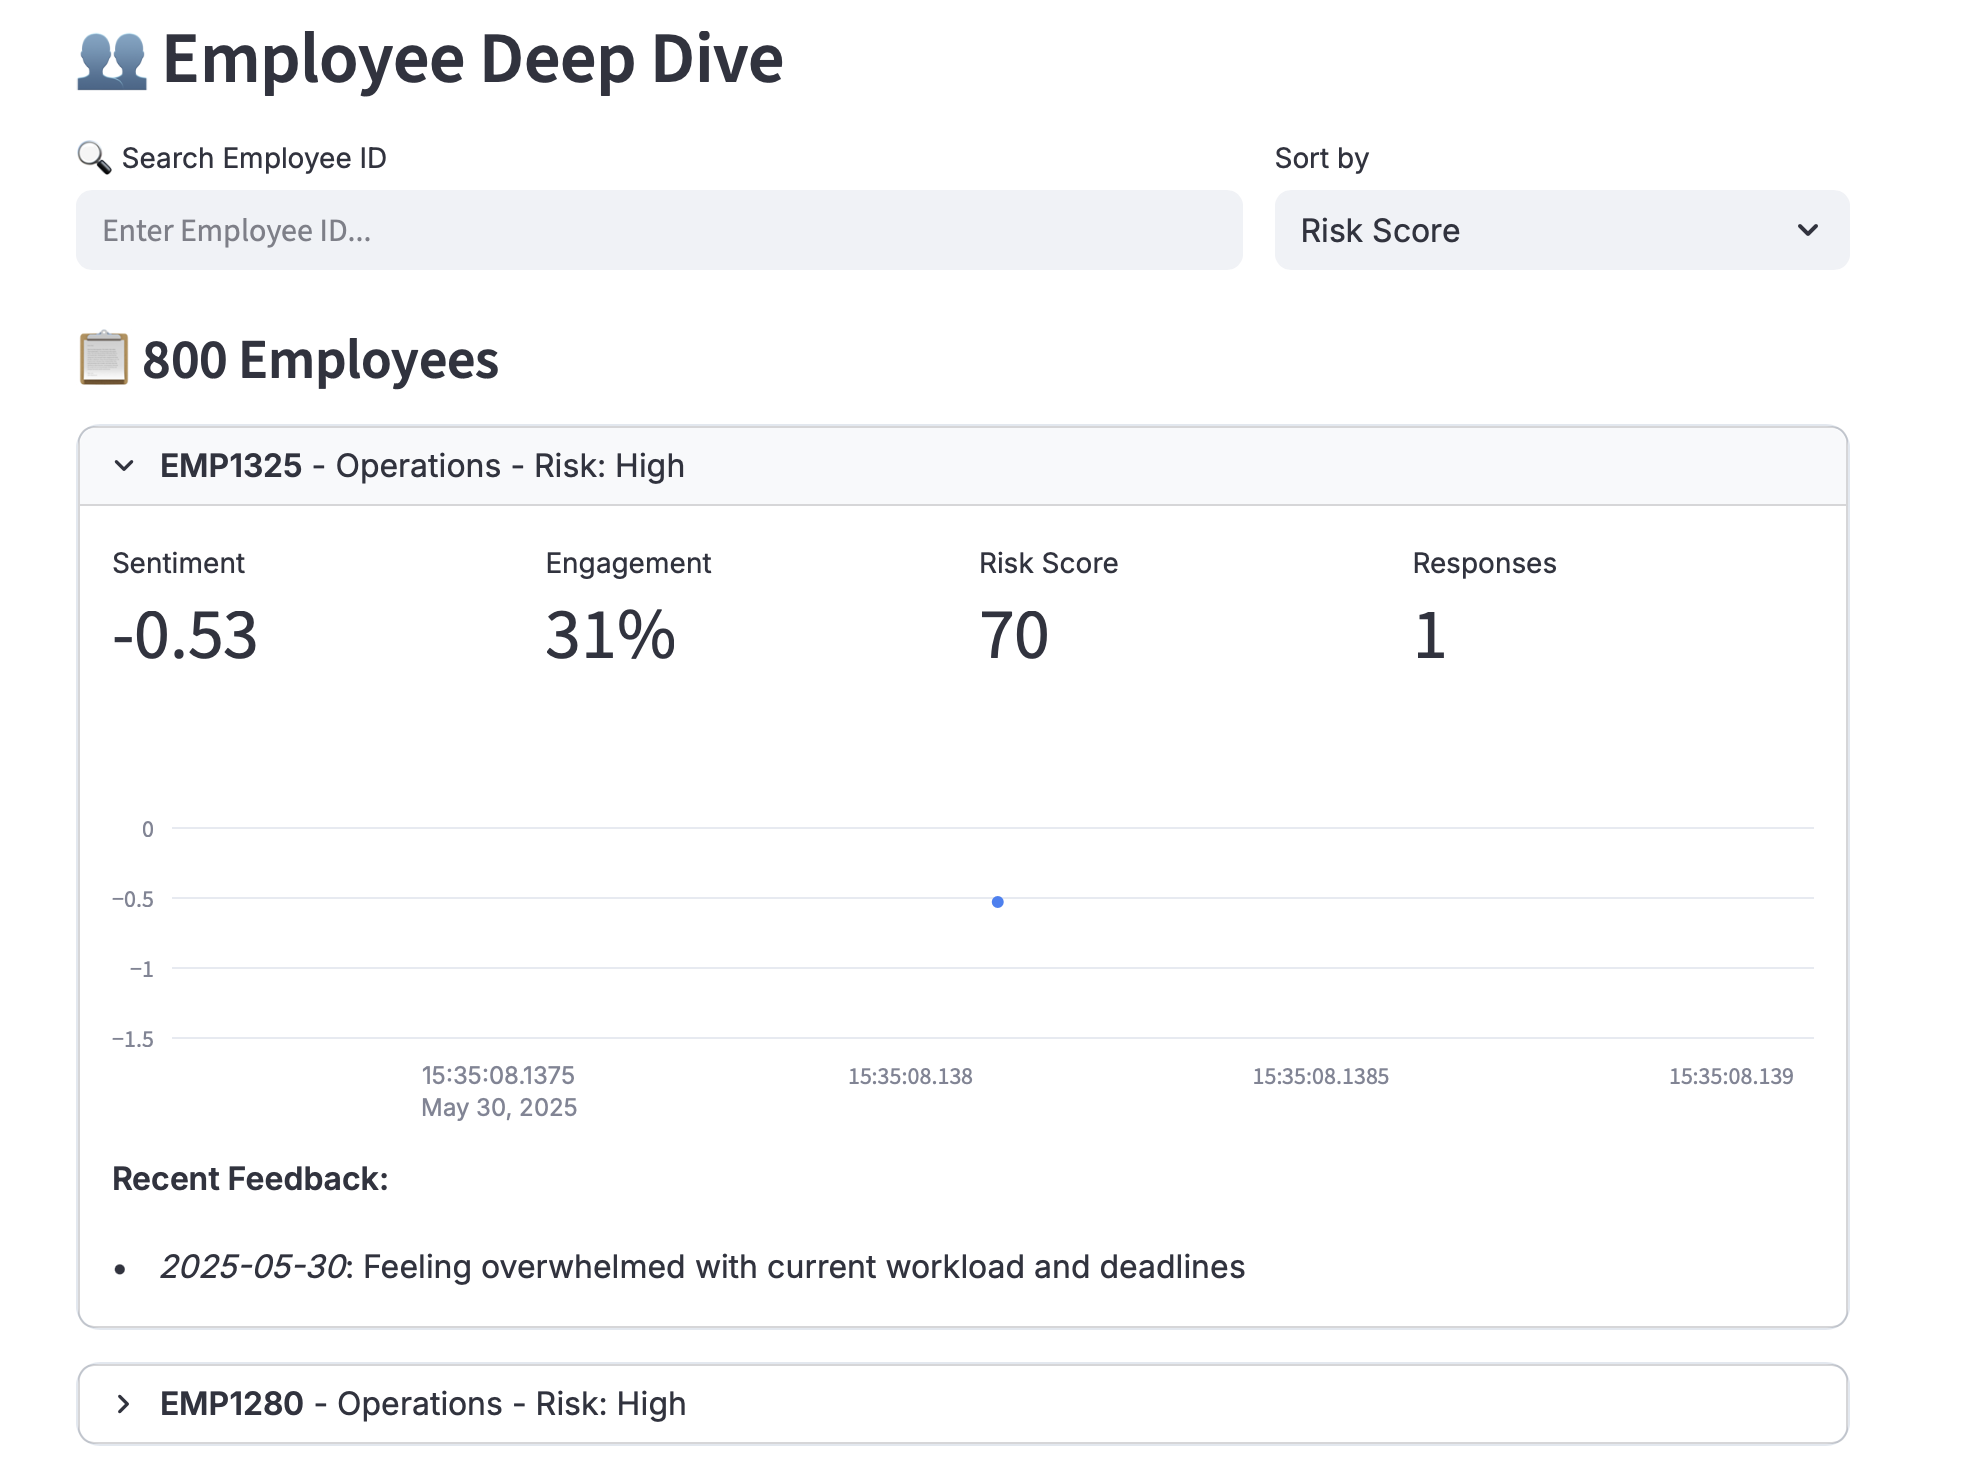 Employee Deep Dive
Search Employee ID
Sort by
Enter Employee ID...
Risk Score
800 Employees
EMP1325 - Operations - Risk: High
Sentiment
Engagement
Risk Score
Responses
-0.53
31%
70
1
0
−0.5
−1
−1.5
15:35:08.1375
15:35:08.138
15:35:08.1385
15:35:08.139
May 30, 2025
Recent Feedback:
• 2025-05-30: Feeling overwhelmed with current workload and deadlines
EMP1280 - Operations - Risk: High